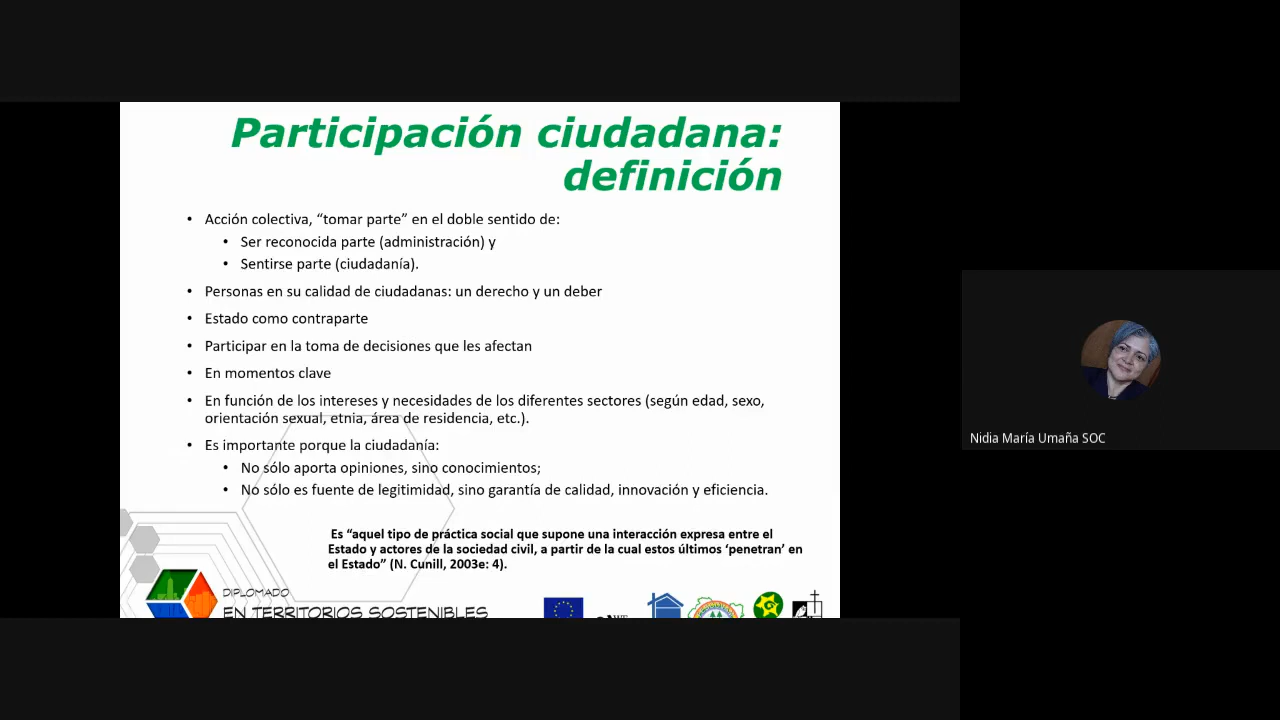 Participación ciudadana:
definición
• Acción colectiva, “tomar parte” en el doble sentido de:
• Ser reconocida parte (administración) y
• Sentirse parte (ciudadanía).
• Personas en su calidad de ciudadanas: un derecho y un deber
• Estado como contraparte
• Participar en la toma de decisiones que les afectan
• En momentos clave
• En función de los intereses y necesidades de los diferentes sectores (según edad, sexo,
orientación sexual, etnia, área de residencia, etc.).
• Es importante porque la ciudadanía:
• No sólo aporta opiniones, sino conocimientos;
• No sólo es fuente de legitimidad, sino garantía de calidad, innovación y eficiencia.
Es “aquel tipo de práctica social que supone una interacción expresa entre el
Estado y actores de la sociedad civil, a partir de la cual estos últimos ‘penetran’ en
el Estado” (N. Cunill, 2003e: 4).
DIPLOMADO
EN TERRITORIOS SOSTENIBLES
Nidia María Umaña SOC